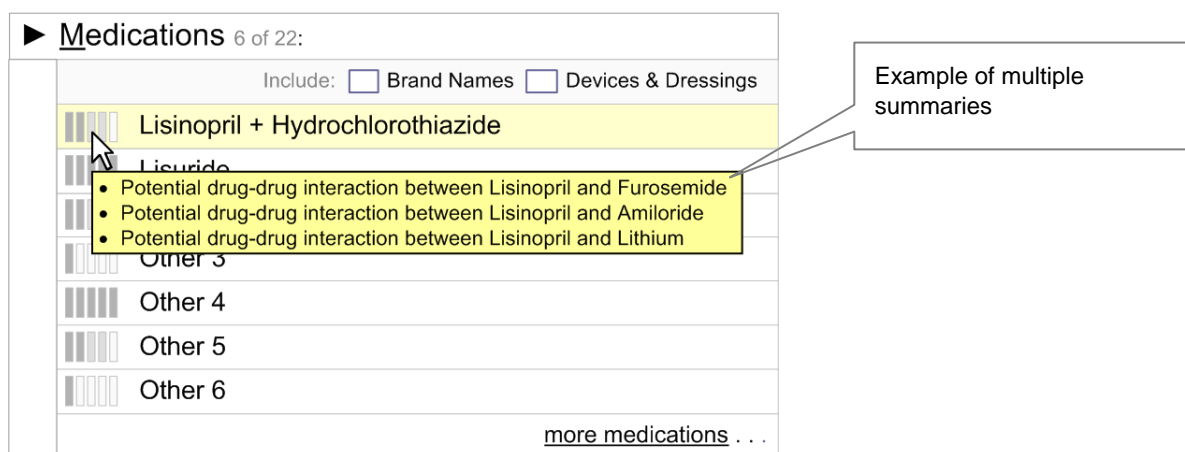 Medications 6 of 22:
Include: Brand Names Devices & Dressings
Example of multiple
summaries
Lisinopril + Hydrochlorothiazide
Lisuride
• Potential drug-drug interaction between Lisinopril and Furosemide
• Potential drug-drug interaction between Lisinopril and Amiloride
• Potential drug-drug interaction between Lisinopril and Lithium
Other 3
Other 4
Other 5
Other 6
more medications . . .